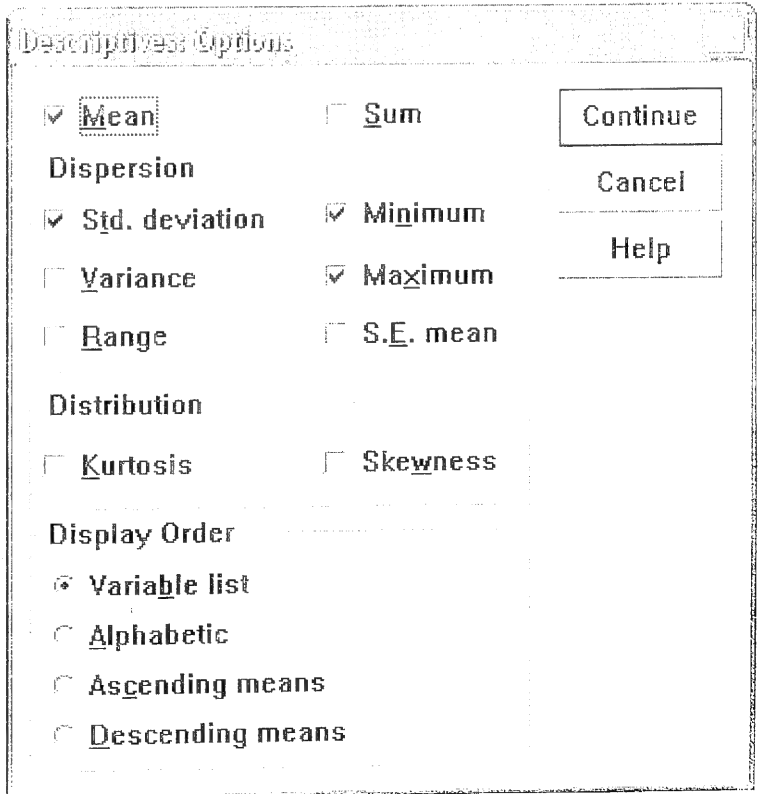 Descriptives: Options
Mean Sum Continue
Dispersion
Cancel
Std. deviation Minimum
Help
Variance Maximum
Range S.E. mean
Distribution
Kurtosis Skewness
Display Order
Variable list
Alphabetic
Ascending means
Descending means